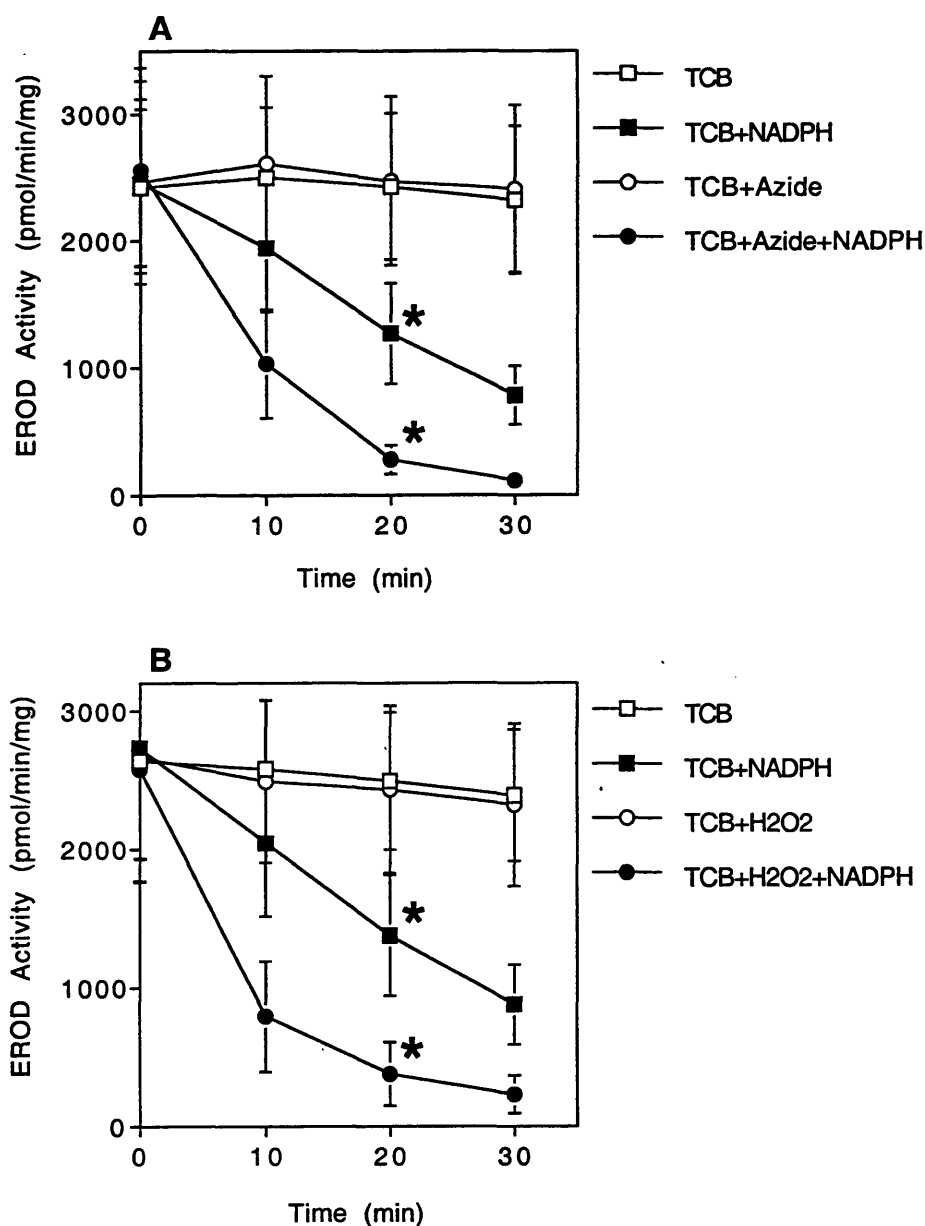 A
EROD Activity (pmol/min/mg)
3000
2000
1000
0
0 10 20 30
Time (min)
*
*
TCB
TCB+NADPH
TCB+Azide
TCB+Azide+NADPH
B
EROD Activity (pmol/min/mg)
3000
2000
1000
0
0 10 20 30
Time (min)
*
*
TCB
TCB+NADPH
TCB+H2O2
TCB+H2O2+NADPH